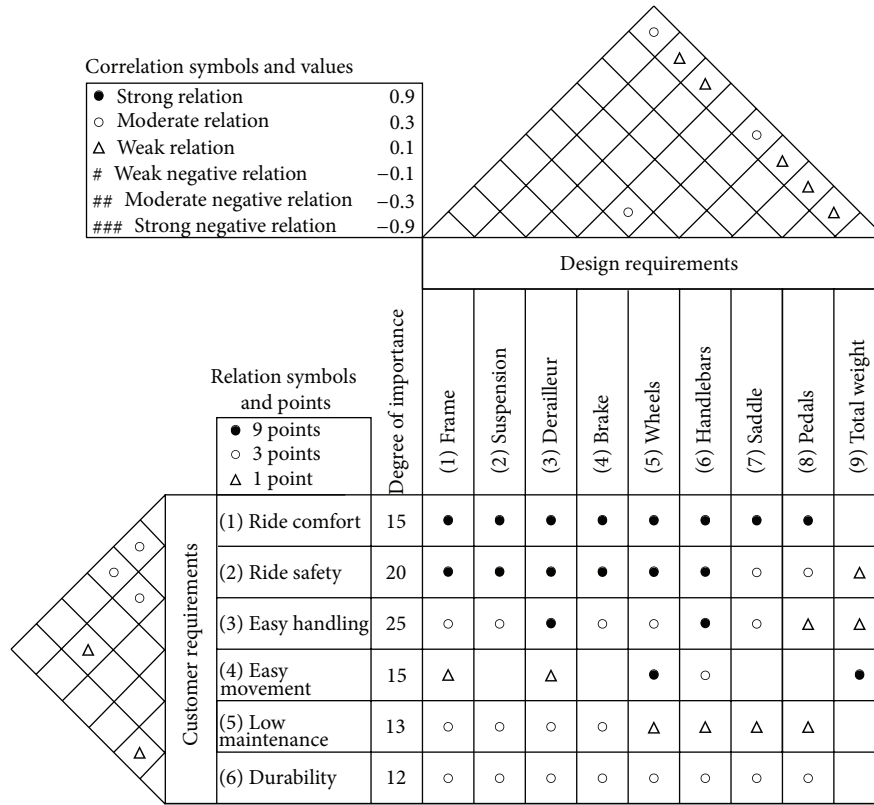 Correlation symbols and values
● Strong relation 0.9
○ Moderate relation 0.3
△ Weak relation 0.1
# Weak negative relation −0.1
## Moderate negative relation −0.3
### Strong negative relation −0.9
Design requirements
Relation symbols
and points
● 9 points
○ 3 points
△ 1 point
Degree of importance
(1) Frame
(2) Suspension
(3) Derailleur
(4) Brake
(5) Wheels
(6) Handlebars
(7) Saddle
(8) Pedals
(9) Total weight
Customer requirements
(1) Ride comfort 15 ● ● ● ● ● ● ● ●
(2) Ride safety 20 ● ● ● ● ● ● ○ ○ △
(3) Easy handling 25 ○ ○ ● ○ ○ ● ○ △ △
(4) Easy
movement 15 △ △ ● ○ ●
(5) Low
maintenance 13 ○ ○ ○ ○ △ △ △ △
(6) Durability 12 ○ ○ ○ ○ ○ ○ ○ ○